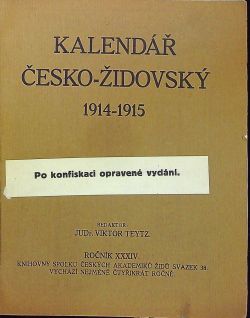 KALENDÁŘ
ČESKO-ŽIDOVSKÝ
1914-1915
Po konfiskaci opravené vydání.
REDAKTOR
JUDr. VIKTOR TEYTZ.
ROČNÍK XXXIV.
KNIHOVNY SPOLKU ČESKÝCH AKADEMIKŮ ŽIDŮ SVAZEK 38.
VYCHÁZÍ NEJMÉNĚ ČTYŘIKRÁT ROČNĚ.